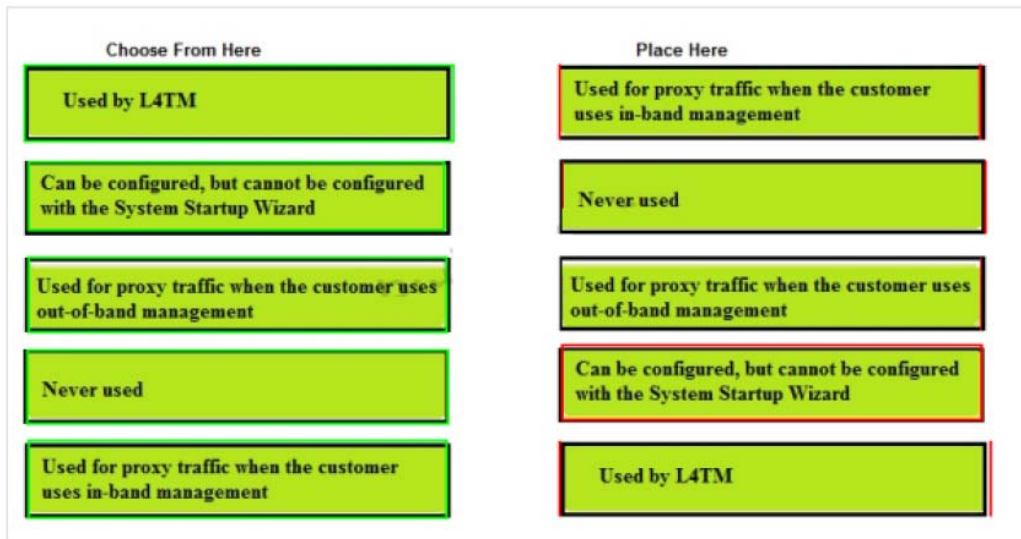 Choose From Here
Place Here
Used by L4TM
Used for proxy traffic when the customer
uses in-band management
Can be configured, but cannot be configured
with the System Startup Wizard
Never used
Used for proxy traffic when the customer uses
out-of-band management
Used for proxy traffic when the customer uses
out-of-band management
Never used
Can be configured, but cannot be configured
with the System Startup Wizard
Used for proxy traffic when the customer
uses in-band management
Used by L4TM